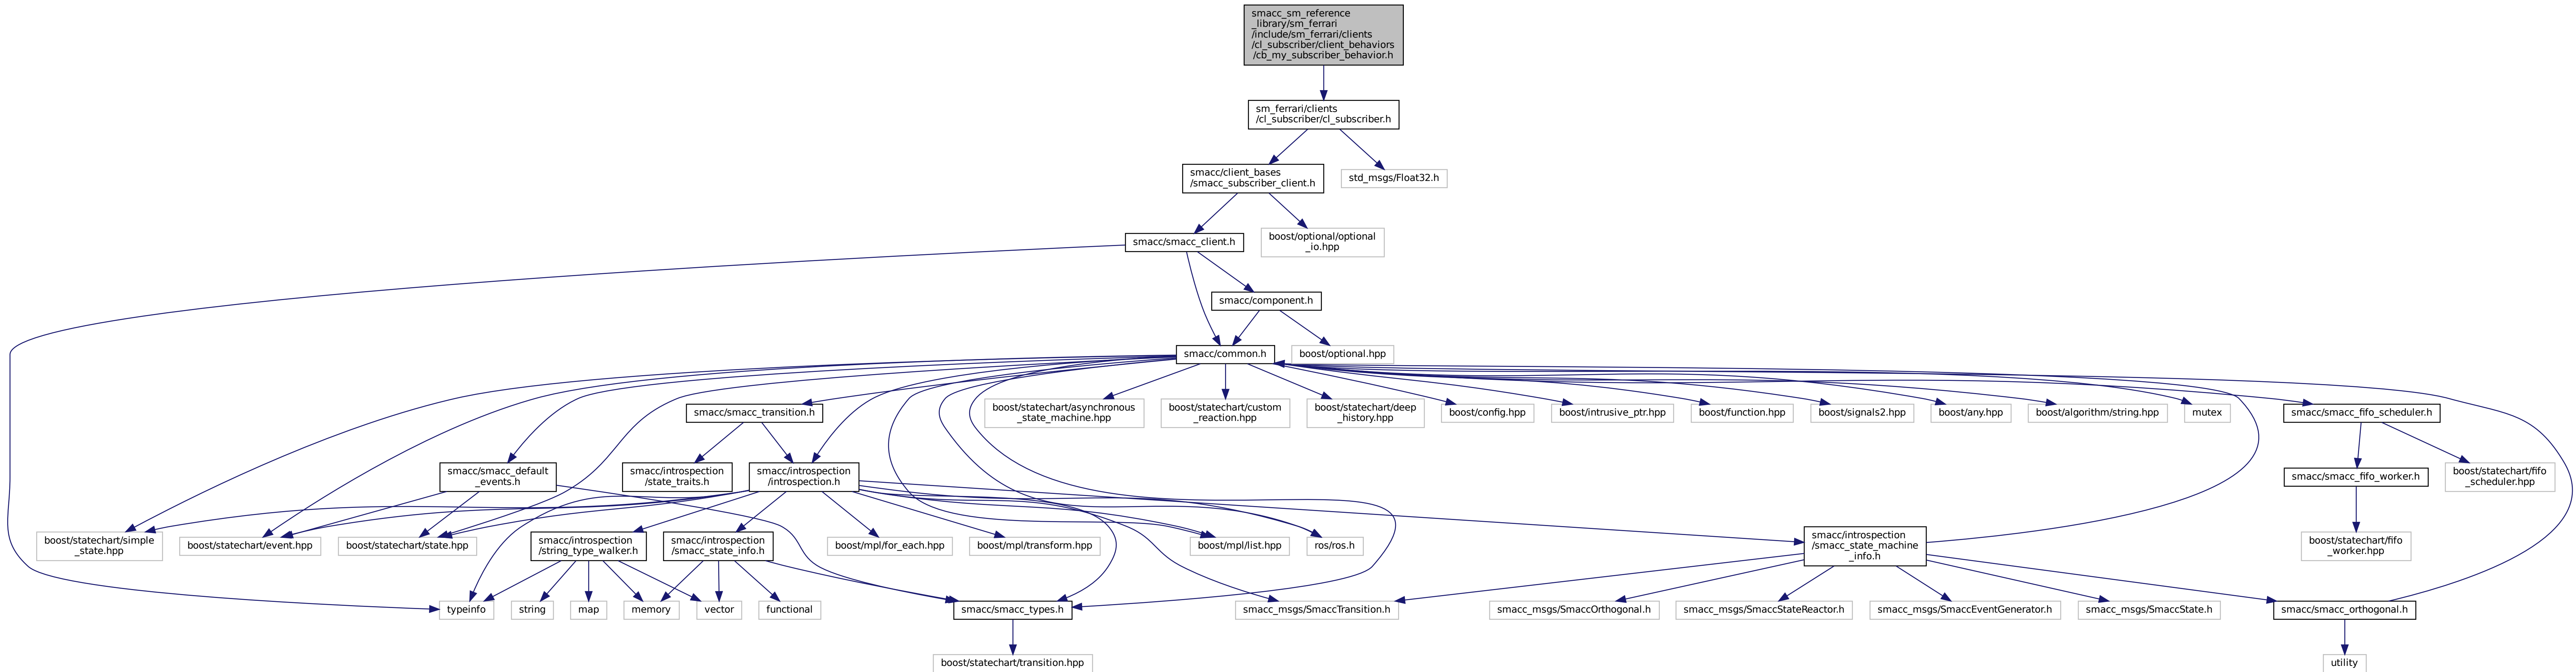 smacc_sm_reference
_library/sm_ferrari
/include/sm_ferrari/clients
/cl_subscriber/client_behaviors
/cb_my_subscriber_behavior.h
sm_ferrari/clients
/cl_subscriber/cl_subscriber.h
smacc/client_bases
/smacc_subscriber_client.h
std_msgs/Float32.h
smacc/smacc_client.h
boost/optional/optional
_io.hpp
smacc/component.h
smacc/common.h
boost/optional.hpp
smacc/smacc_transition.h
boost/statechart/asynchronous
_state_machine.hpp
boost/statechart/custom
_reaction.hpp
boost/statechart/deep
_history.hpp
boost/config.hpp
boost/intrusive_ptr.hpp
boost/function.hpp
boost/signals2.hpp
boost/any.hpp
boost/algorithm/string.hpp
mutex
smacc/smacc_fifo_scheduler.h
smacc/smacc_default
_events.h
smacc/introspection
/state_traits.h
smacc/introspection
/introspection.h
smacc/smacc_fifo_worker.h
boost/statechart/fifo
_scheduler.hpp
boost/statechart/simple
_state.hpp
boost/statechart/event.hpp
boost/statechart/state.hpp
smacc/introspection
/string_type_walker.h
smacc/introspection
/smacc_state_info.h
boost/mpl/for_each.hpp
boost/mpl/transform.hpp
boost/mpl/list.hpp
ros/ros.h
smacc/introspection
/smacc_state_machine
_info.h
boost/statechart/fifo
_worker.hpp
typeinfo
string
map
memory
vector
functional
smacc/smacc_types.h
smacc_msgs/SmaccTransition.h
smacc_msgs/SmaccOrthogonal.h
smacc_msgs/SmaccStateReactor.h
smacc_msgs/SmaccEventGenerator.h
smacc_msgs/SmaccState.h
smacc/smacc_orthogonal.h
boost/statechart/transition.hpp
utility